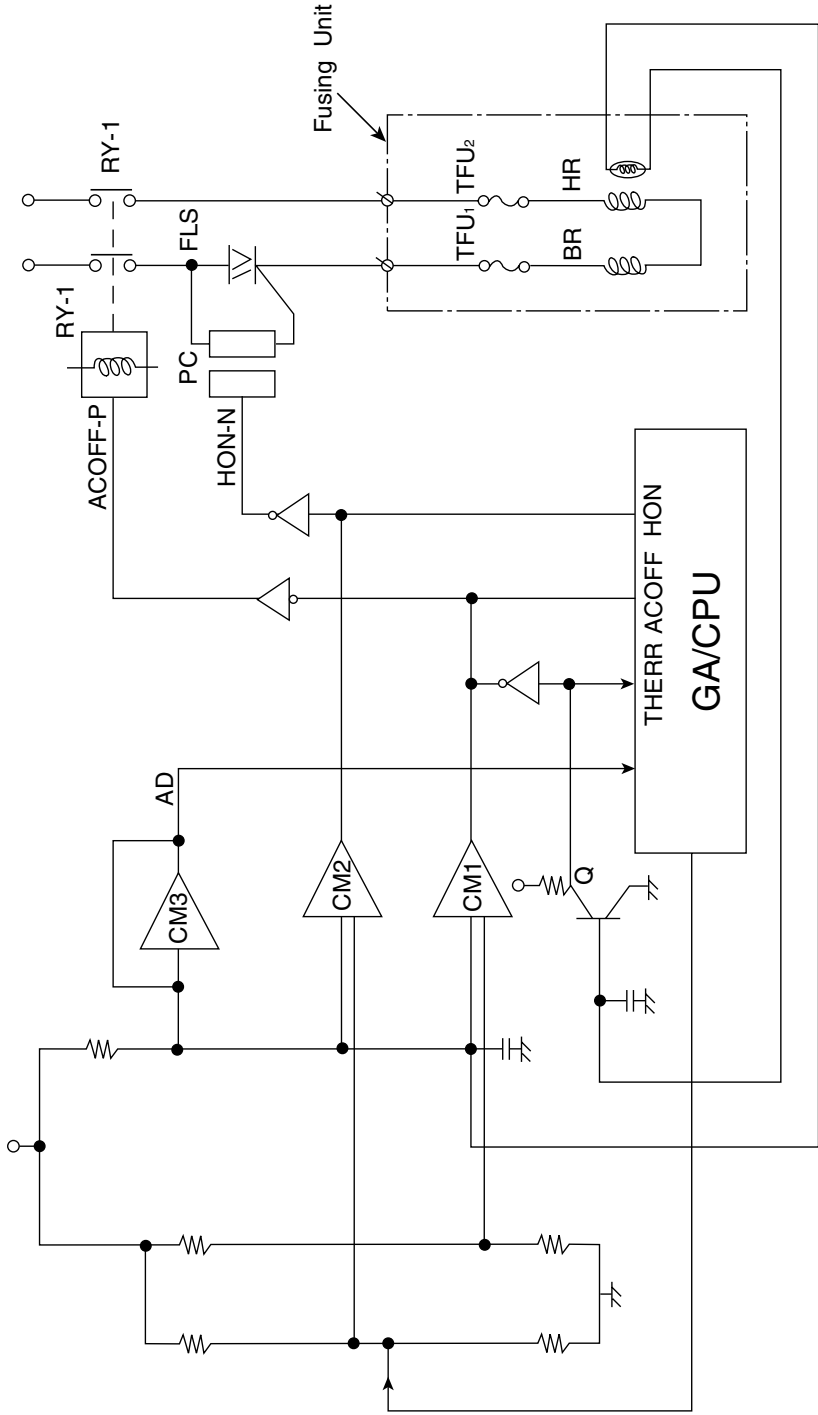 Fusing Unit
RY-1
RY-1
TFU2
FLS
TFU1
HR
BR
PC
ACOFF-P
HON-N
AD
CM3
CM2
CM1
Q
THERR ACOFF HON
GA/CPU